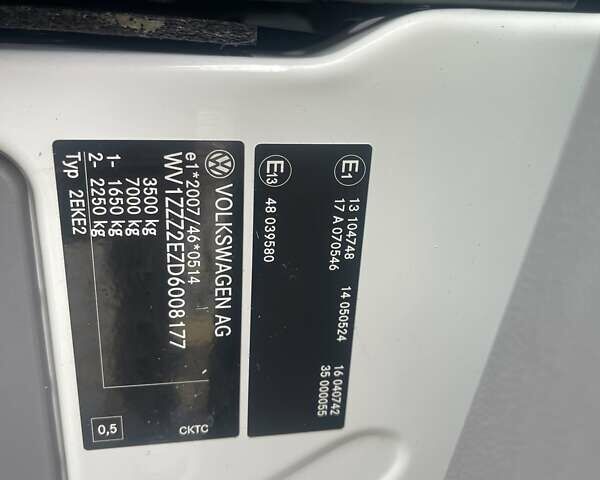 VOLKSWAGEN AG
e1*2007/46*0514
WV1ZZZ2EZD6008177
3500 kg
7000 kg
1- 1650 kg
2- 2250 kg
Typ 2EKE2
0,5
CKTC
E1
13 104748
17 A 070546
14 050524
16 040742
35 000055
E13
48 039580